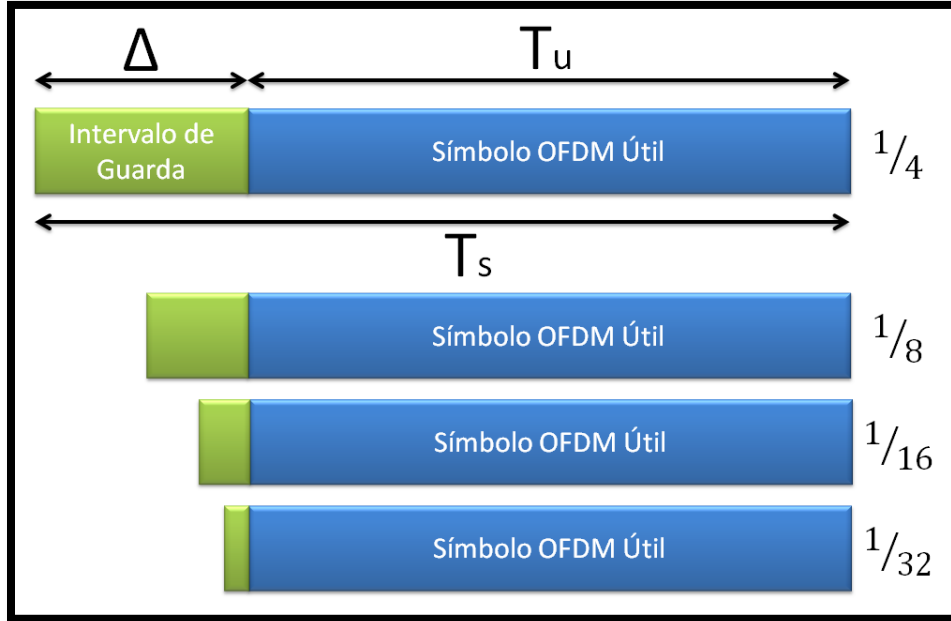 Δ
Tu
Intervalo de
Guarda
Símbolo OFDM Útil
1/4
Ts
Símbolo OFDM Útil
1/8
Símbolo OFDM Útil
1/16
Símbolo OFDM Útil
1/32